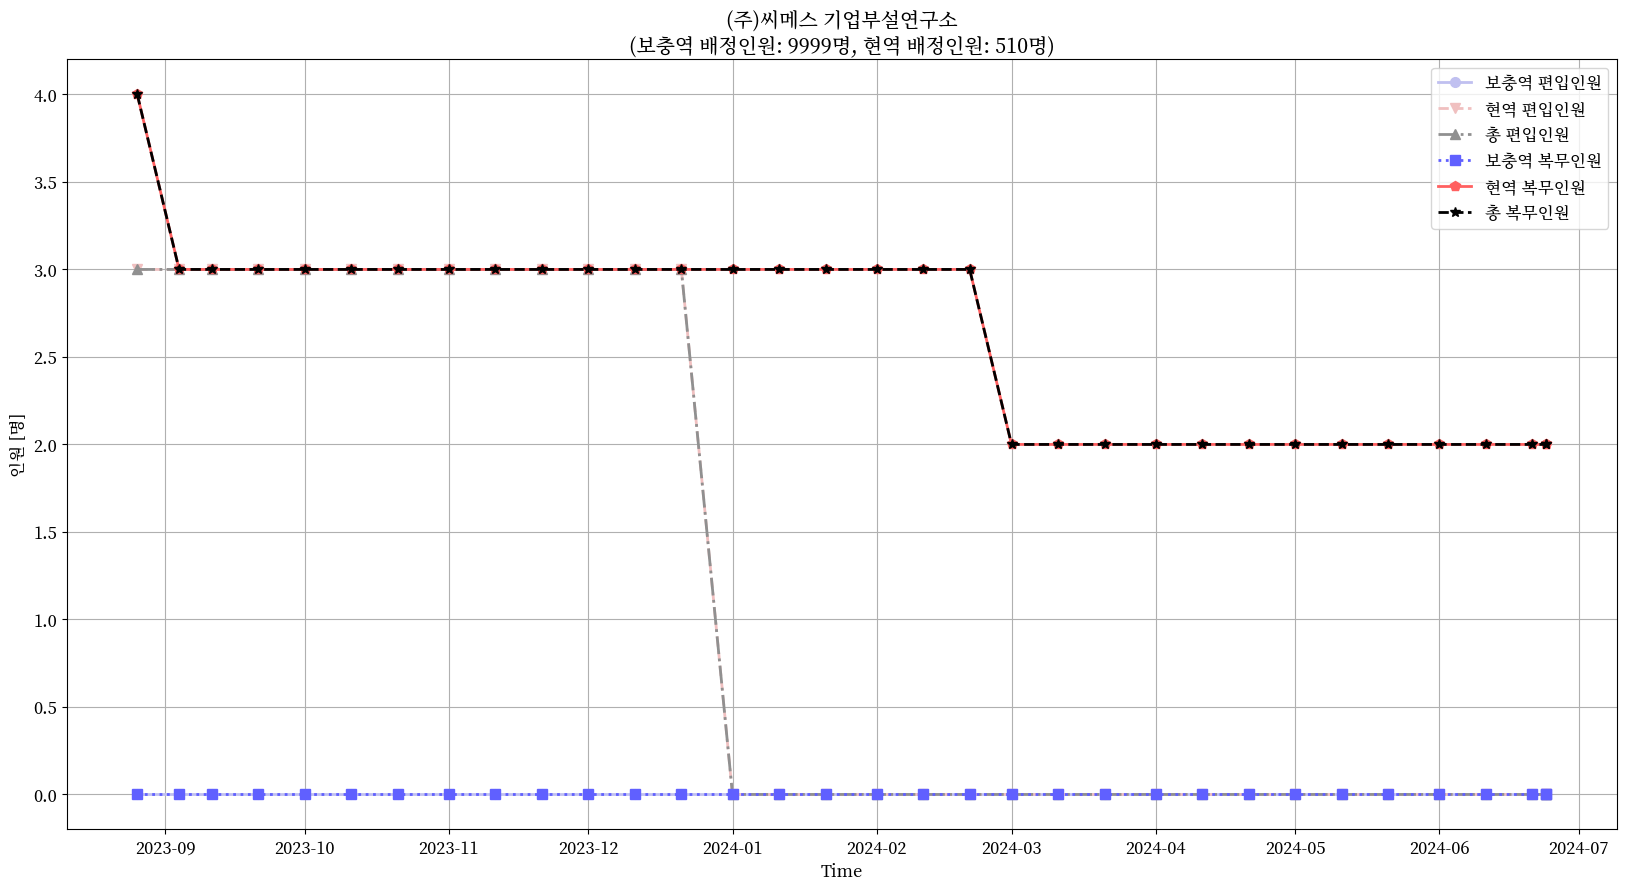 (주)씨메스 기업부설연구소
(보충역 배정인원: 9999명, 현역 배정인원: 510명)
보충역 편입인원
현역 편입인원
총 편입인원
보충역 복무인원
현역 복무인원
총 복무인원
4.0
3.5
3.0
2.5
2.0
1.5
1.0
0.5
0.0
인원 [명]
2023-09 2023-10 2023-11 2023-12 2024-01 2024-02 2024-03 2024-04 2024-05 2024-06 2024-07
Time